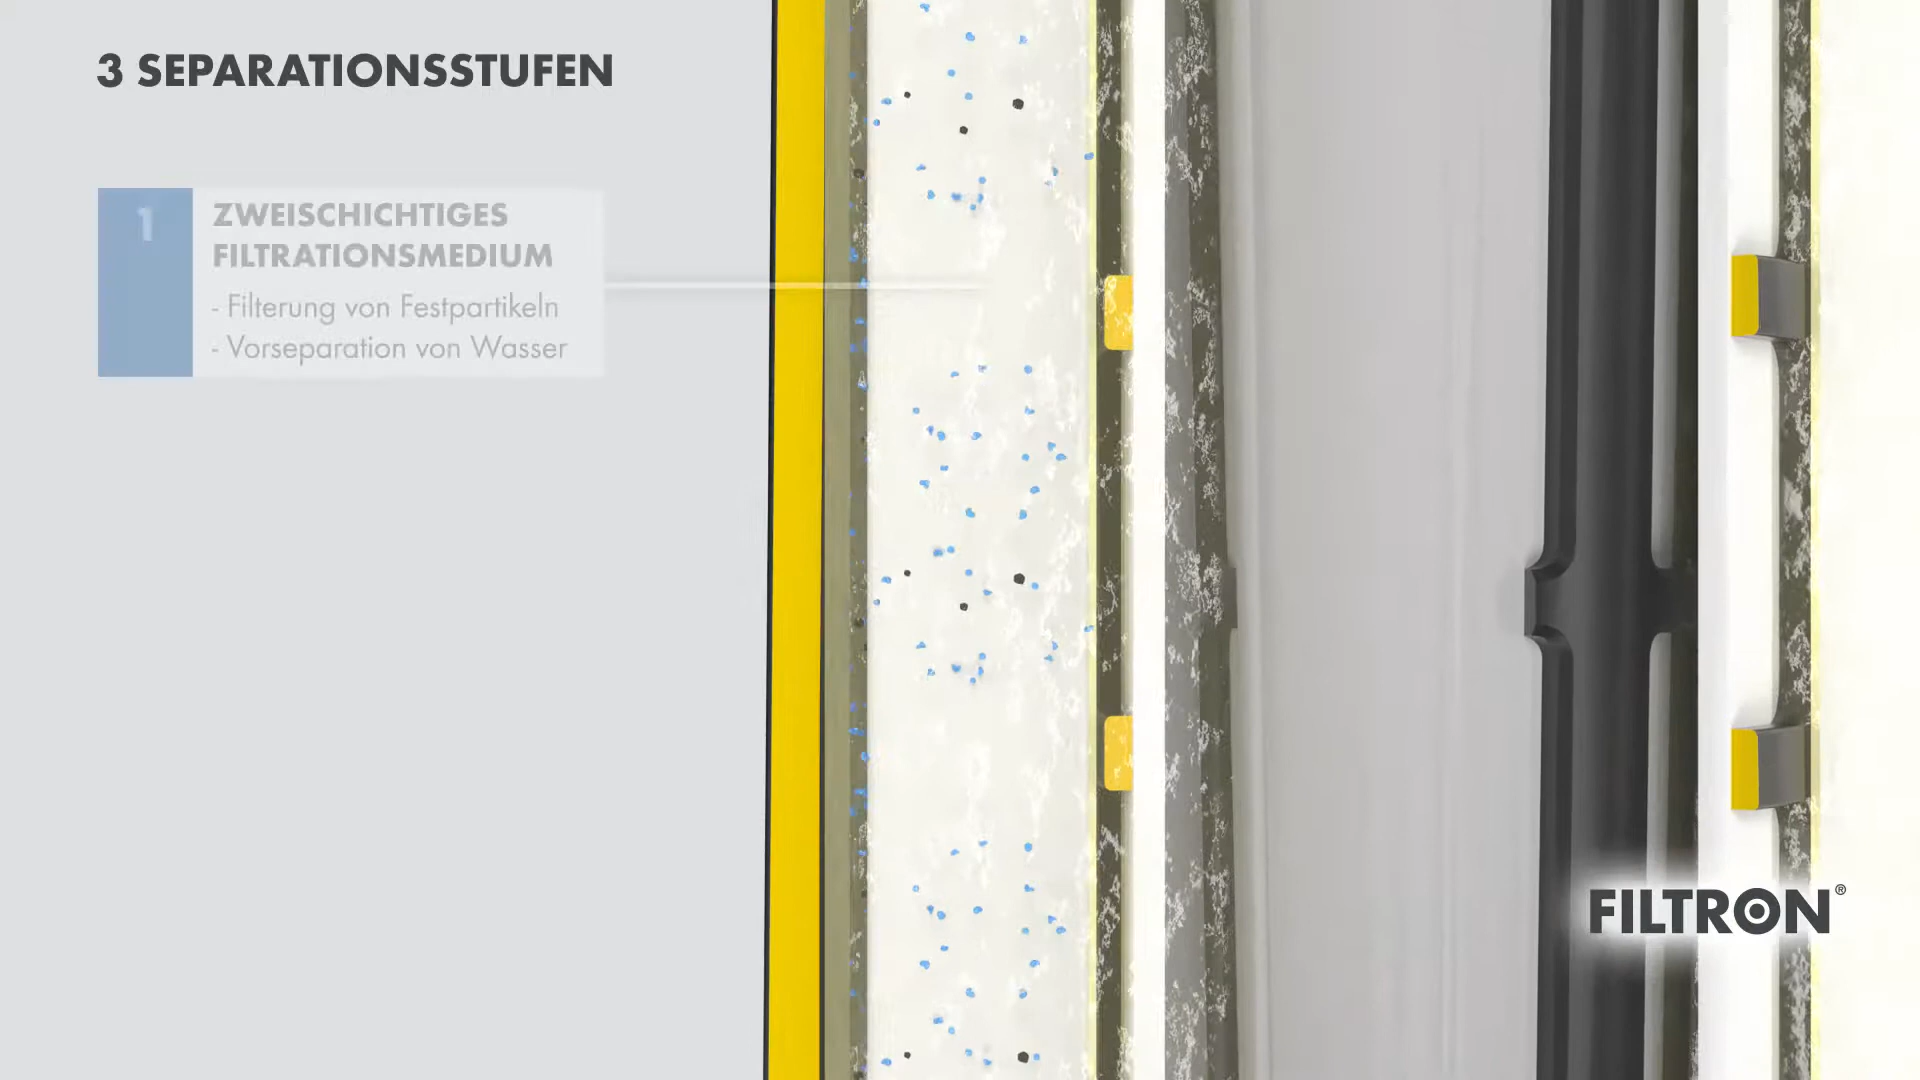 3 SEPARATIONSSTUFEN
1
ZWEISCHICHTIGES
FILTRATIONSMEDIUM
- Filterung von Festpartikeln
- Vorseparation von Wasser
FILTRON®